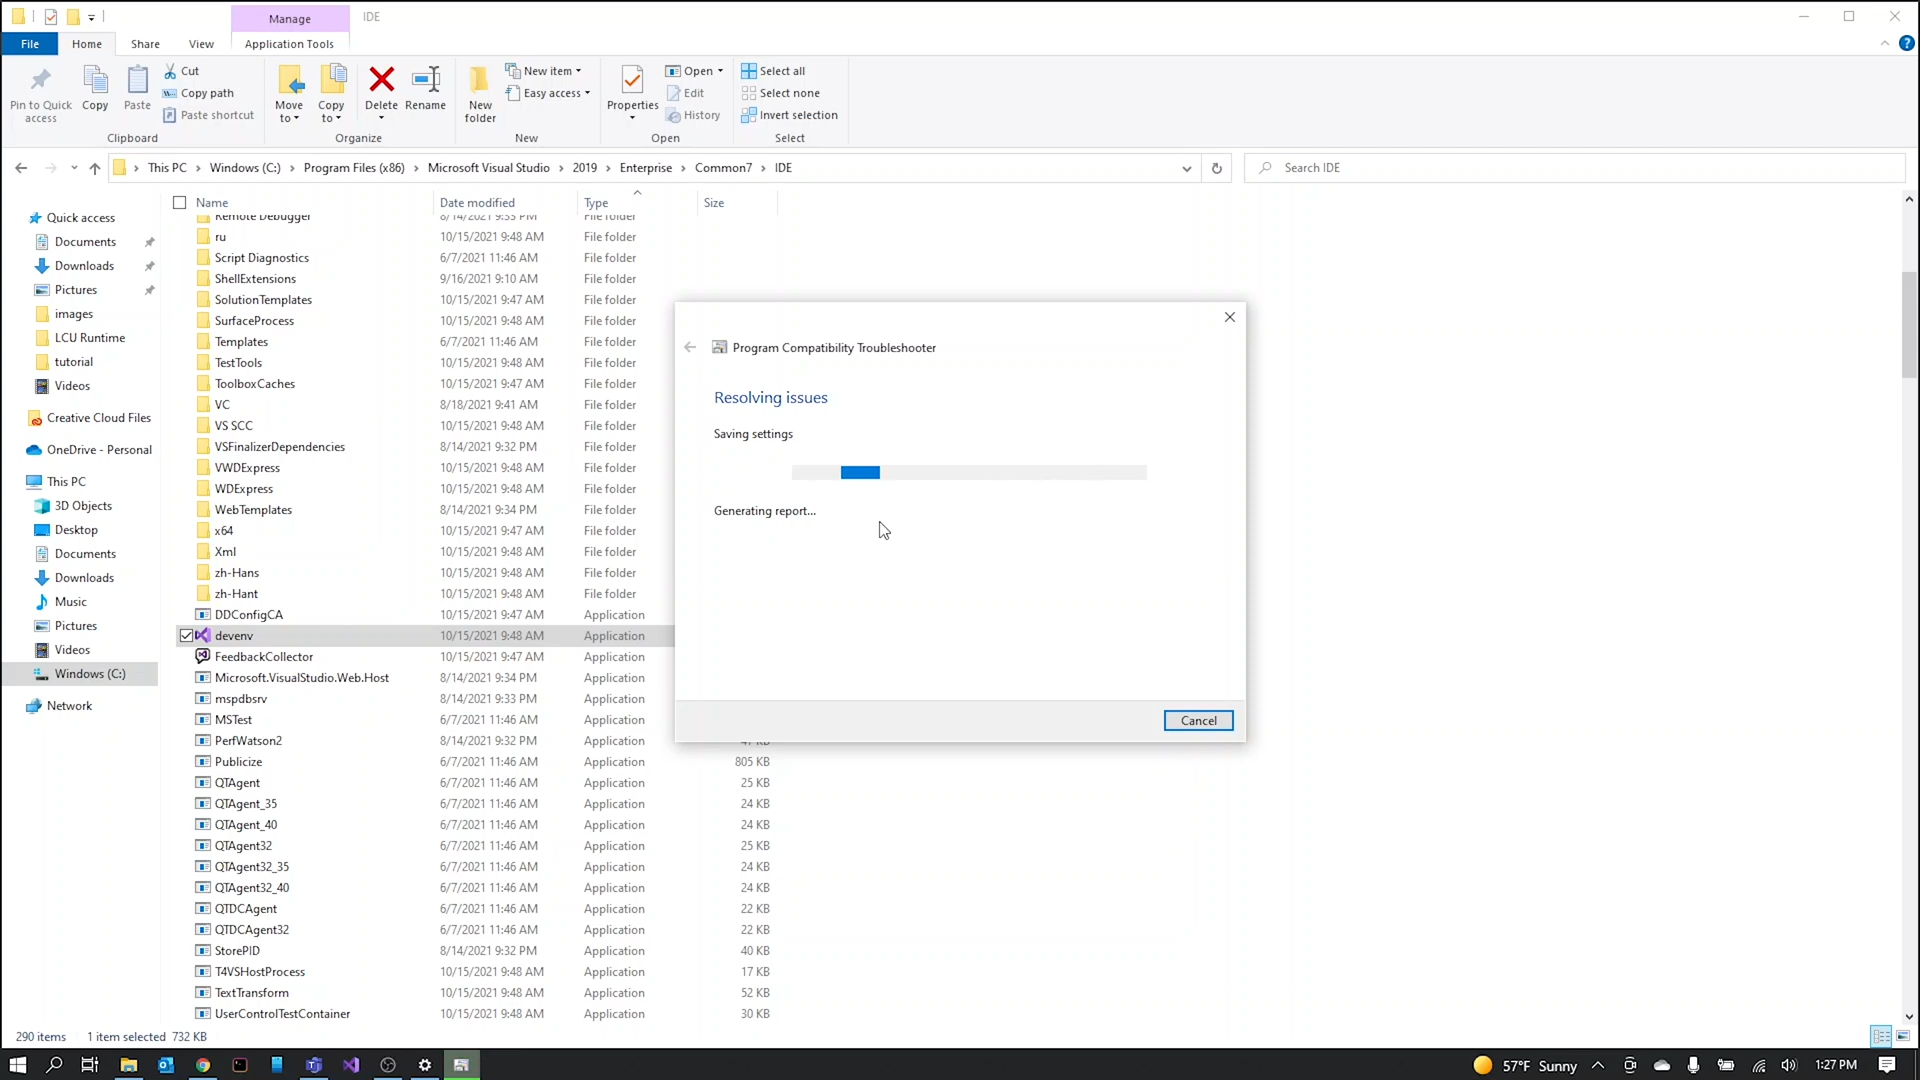 Manage
IDE
File
Home
Share
View
Application Tools
Pin to Quick
access
Copy
Paste
Cut
Copy path
Paste shortcut
Clipboard
Move
to
Copy
to
Delete
Rename
Organize
New
folder
New item
Easy access
New
Properties
Open
Edit
History
Open
Select all
Select none
Invert selection
Select
This PC
Windows (C:)
Program Files (x86)
Microsoft Visual Studio
2019
Enterprise
Common7
IDE
Search IDE
Quick access
Documents
Downloads
Pictures
images
LCU Runtime
tutorial
Videos
Creative Cloud Files
OneDrive - Personal
This PC
3D Objects
Desktop
Documents
Downloads
Music
Pictures
Videos
Windows (C:)
Network
Name Date modified Type Size
Remote Debugger 8/14/2021 9:33 PM File folder
ru 10/15/2021 9:48 AM File folder
Script Diagnostics 6/7/2021 11:46 AM File folder
ShellExtensions 9/16/2021 9:10 AM File folder
SolutionTemplates 10/15/2021 9:47 AM File folder
SurfaceProcess 10/15/2021 9:48 AM File folder
Templates 6/7/2021 11:46 AM File folder
TestTools 10/15/2021 9:48 AM File folder
ToolboxCaches 10/15/2021 9:47 AM File folder
VC 8/18/2021 9:41 AM File folder
VS SCC 10/15/2021 9:48 AM File folder
VSFinalizerDependencies 8/14/2021 9:32 PM File folder
VWDExpress 10/15/2021 9:48 AM File folder
WDExpress 10/15/2021 9:48 AM File folder
WebTemplates 8/14/2021 9:34 PM File folder
x64 10/15/2021 9:47 AM File folder
Xml 10/15/2021 9:48 AM File folder
zh-Hans 10/15/2021 9:48 AM File folder
zh-Hant 10/15/2021 9:48 AM File folder
DDConfigCA 10/15/2021 9:47 AM Application
devenv 10/15/2021 9:48 AM Application
FeedbackCollector 10/15/2021 9:47 AM Application
Microsoft.VisualStudio.Web.Host 8/14/2021 9:34 PM Application
mspdbsrv 8/14/2021 9:33 PM Application
MSTest 6/7/2021 11:46 AM Application
PerfWatson2 8/14/2021 9:32 PM Application 47 KB
Publicize 6/7/2021 11:46 AM Application 805 KB
QTAgent 6/7/2021 11:46 AM Application 25 KB
QTAgent_35 6/7/2021 11:46 AM Application 24 KB
QTAgent_40 6/7/2021 11:46 AM Application 24 KB
QTAgent32 6/7/2021 11:46 AM Application 25 KB
QTAgent32_35 6/7/2021 11:46 AM Application 24 KB
QTAgent32_40 6/7/2021 11:46 AM Application 24 KB
QTDCAgent 6/7/2021 11:46 AM Application 22 KB
QTDCAgent32 6/7/2021 11:46 AM Application 22 KB
StorePID 8/14/2021 9:32 PM Application 40 KB
T4VSHostProcess 10/15/2021 9:48 AM Application 17 KB
TextTransform 10/15/2021 9:48 AM Application 52 KB
UserControlTestContainer 10/15/2021 9:48 AM Application 30 KB
Program Compatibility Troubleshooter
Resolving issues
Saving settings
Generating report...
Cancel
290 items 1 item selected 732 KB
57°F Sunny
1:27 PM